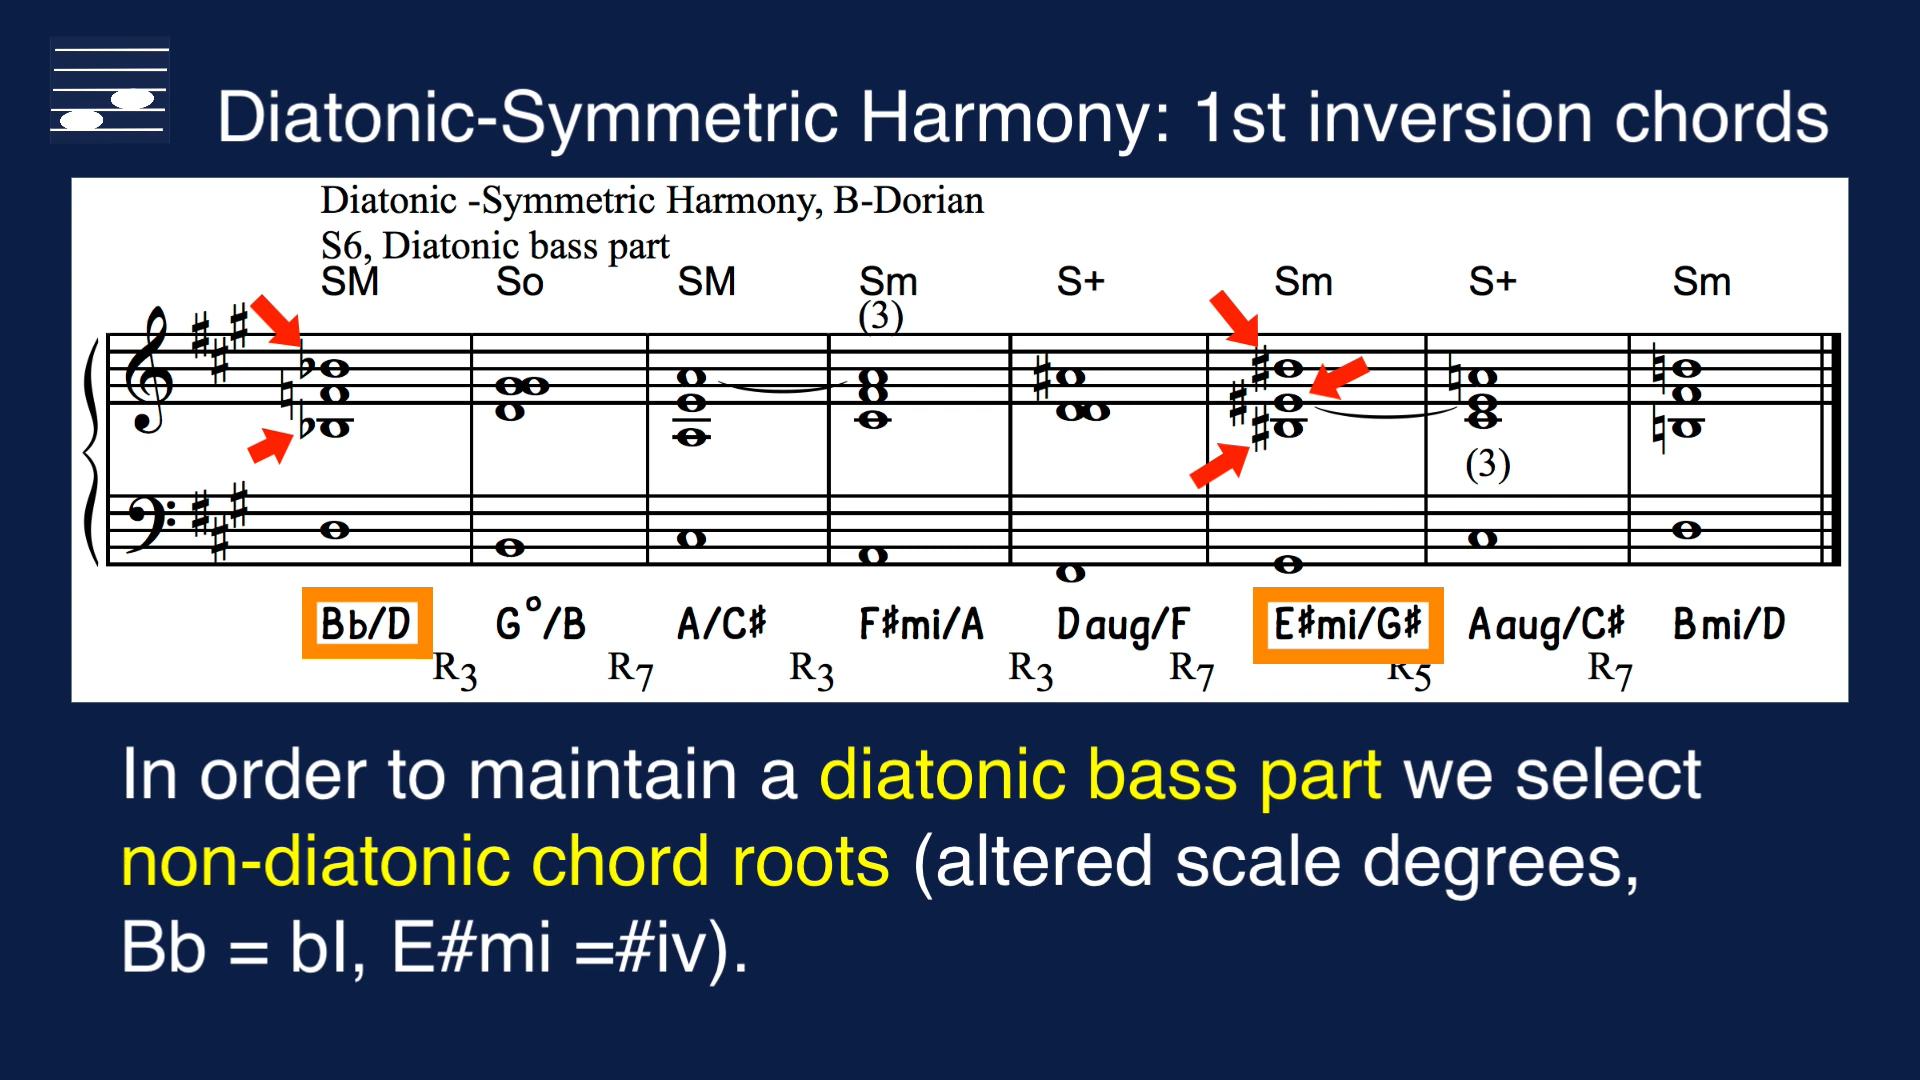 Diatonic-Symmetric Harmony: 1st inversion chords
Diatonic -Symmetric Harmony, B-Dorian
S6, Diatonic bass part
SM So SM Sm S+ Sm S+ Sm
(3)
(3)
Bb/D G°/B A/C♯ F♯mi/A Daug/F E♯mi/G♯ Aaug/C♯ Bmi/D
R3 R7 R3 R3 R7 R5 R7
In order to maintain a diatonic bass part we select
non-diatonic chord roots (altered scale degrees,
Bb = bI, E#mi =#iv).